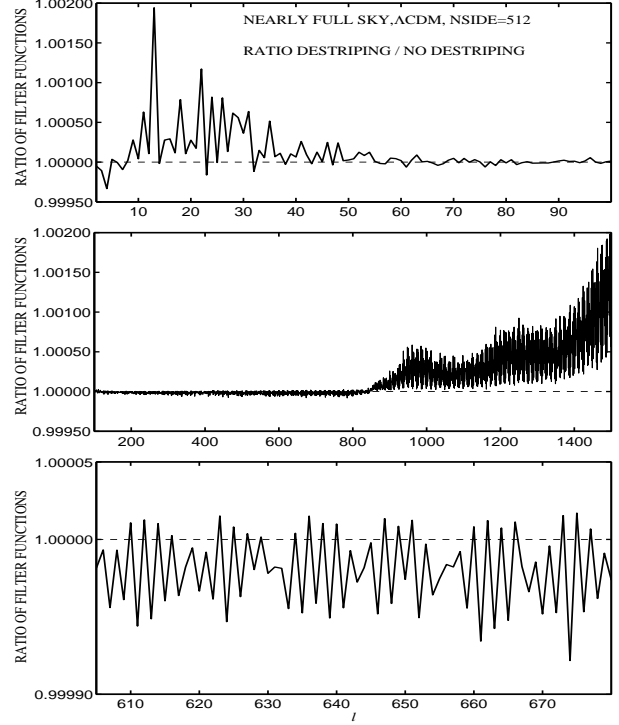 NEARLY FULL SKY,ΛCDM, NSIDE=512
RATIO DESTRIPING / NO DESTRIPING
RATIO OF FILTER FUNCTIONS
1.00200
1.00150
1.00100
1.00050
1.00000
0.99950
10 20 30 40 50 60 70 80 90
RATIO OF FILTER FUNCTIONS
1.00200
1.00150
1.00100
1.00050
1.00000
0.99950
200 400 600 800 1000 1200 1400
RATIO OF FILTER FUNCTIONS
1.00005
1.00000
0.99990
610 620 630 640 650 660 670
l